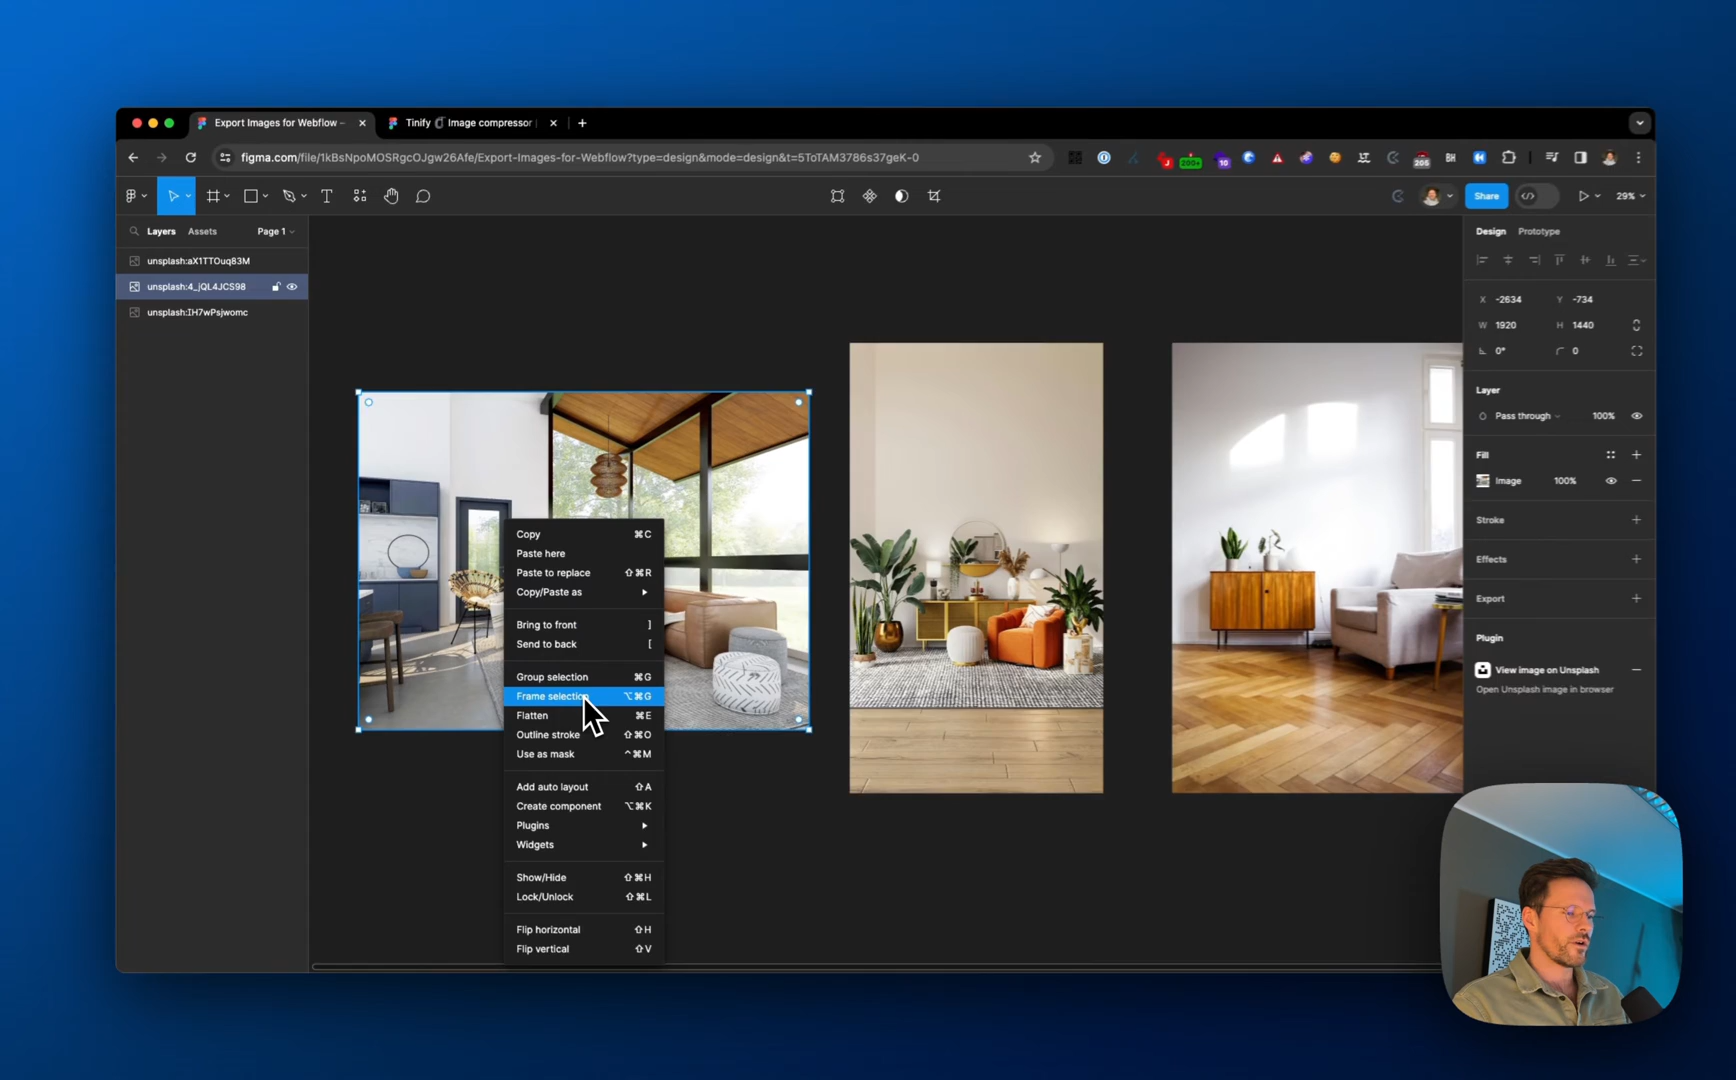 Export Images for Webflow –
Tinify
Image compressor
figma.com/file/1kBsNpoMOSRgcOJgw26Afe/Export-Images-for-Webflow?type=design&mode=design&t=5ToTAM3786s37geK-0
J
200+
10
205
Share
29%
Layers
Assets
Page 1
unsplash:aX1TTOuq83M
unsplash:4_jQL4JCS98
unsplash:IH7wPsjwomc
Copy ⌘C
Paste here
Paste to replace ⇧⌘R
Copy/Paste as
Bring to front ]
Send to back [
Group selection ⌘G
Frame selection ⌥⌘G
Flatten ⌘E
Outline stroke ⇧⌘O
Use as mask ^⌘M
Add auto layout ⇧A
Create component ⌥⌘K
Plugins
Widgets
Show/Hide ⇧⌘H
Lock/Unlock ⇧⌘L
Flip horizontal ⇧H
Flip vertical ⇧V
Design
Prototype
X -2634 Y -734
W 1920 H 1440
0° 0
Layer
Pass through 100%
Fill
Image 100%
Stroke
Effects
Export
Plugin
View image on Unsplash
Open Unsplash image in browser